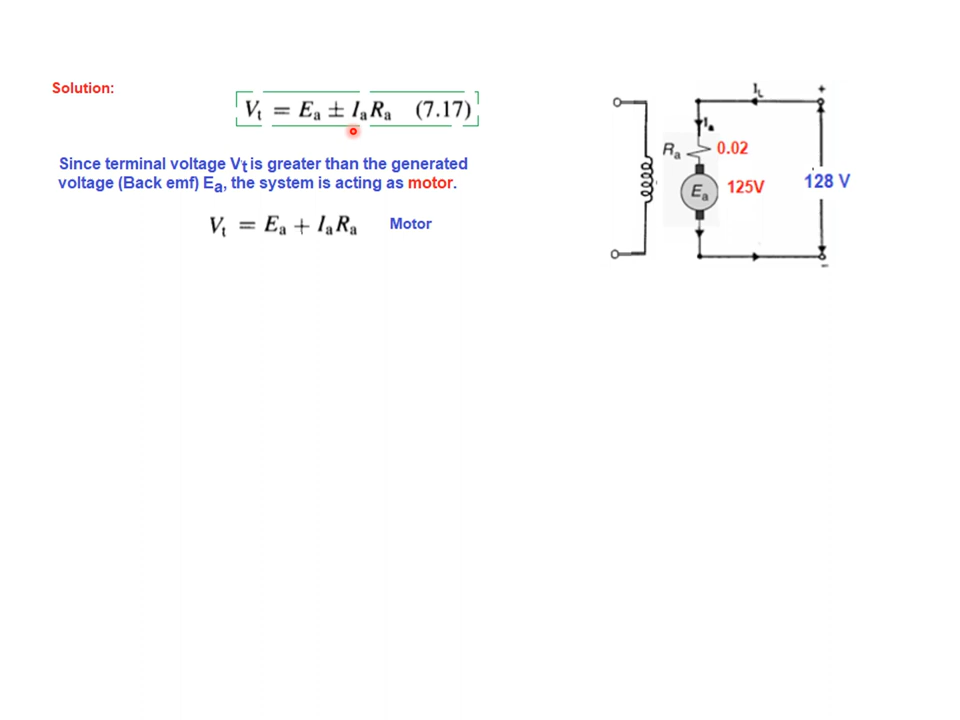 Solution:
Vt = Ea ± IaRa (7.17)
Since terminal voltage Vt is greater than the generated
voltage (Back emf) Ea, the system is acting as motor.
Vt = Ea + IaRa Motor
IL
+
Ia
Ra 0.02
Ea 125V
128 V
-